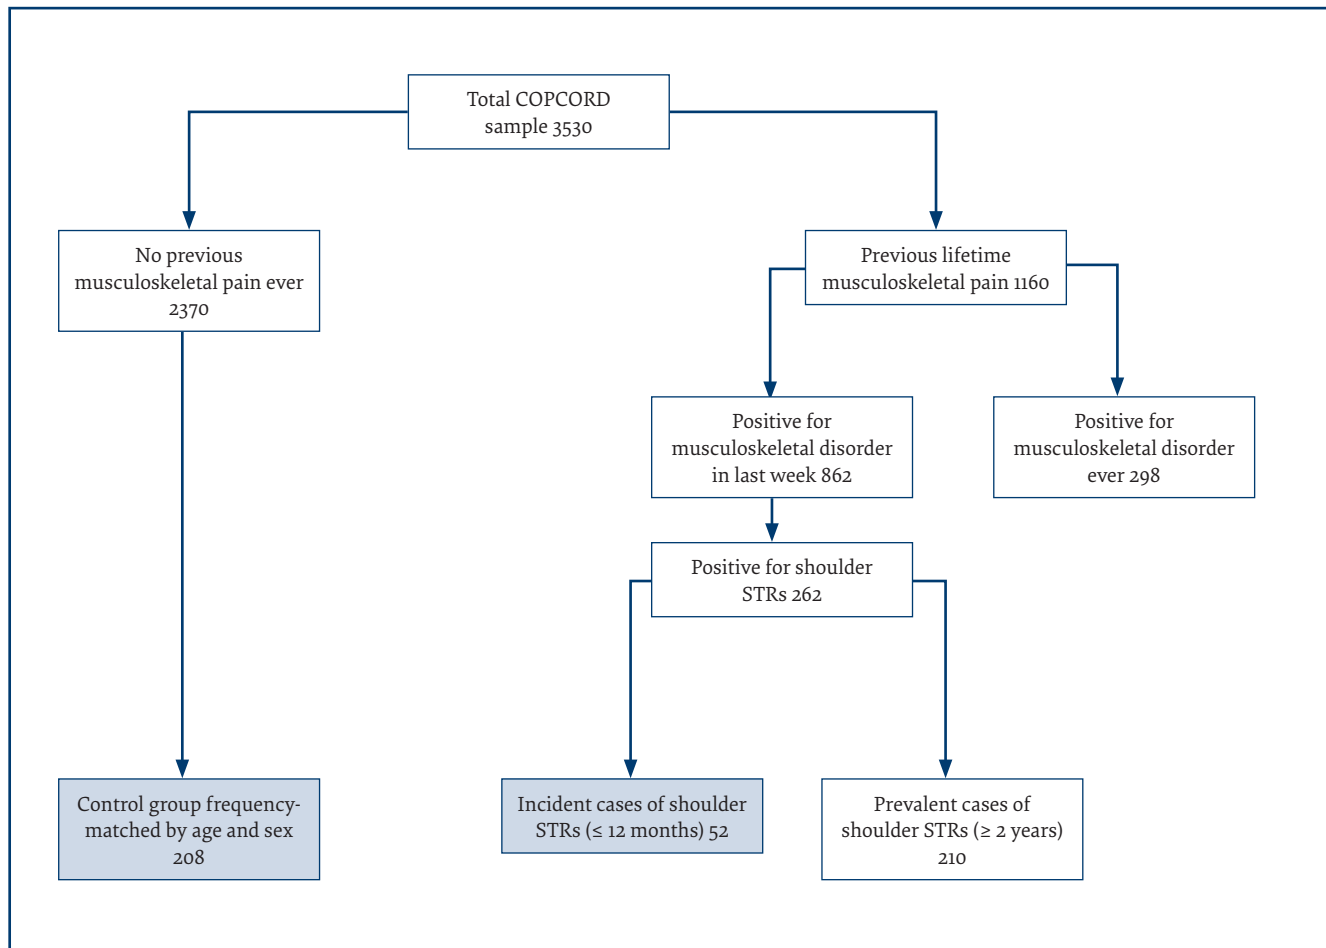 Total COPCORD
sample 3530
No previous
musculoskeletal pain ever
2370
Previous lifetime
musculoskeletal pain 1160
Positive for
musculoskeletal disorder
in last week 862
Positive for
musculoskeletal disorder
ever 298
Positive for shoulder
STRs 262
Control group frequency-
matched by age and sex
208
Incident cases of shoulder
STRs (≤ 12 months) 52
Prevalent cases of
shoulder STRs (≥ 2 years)
210